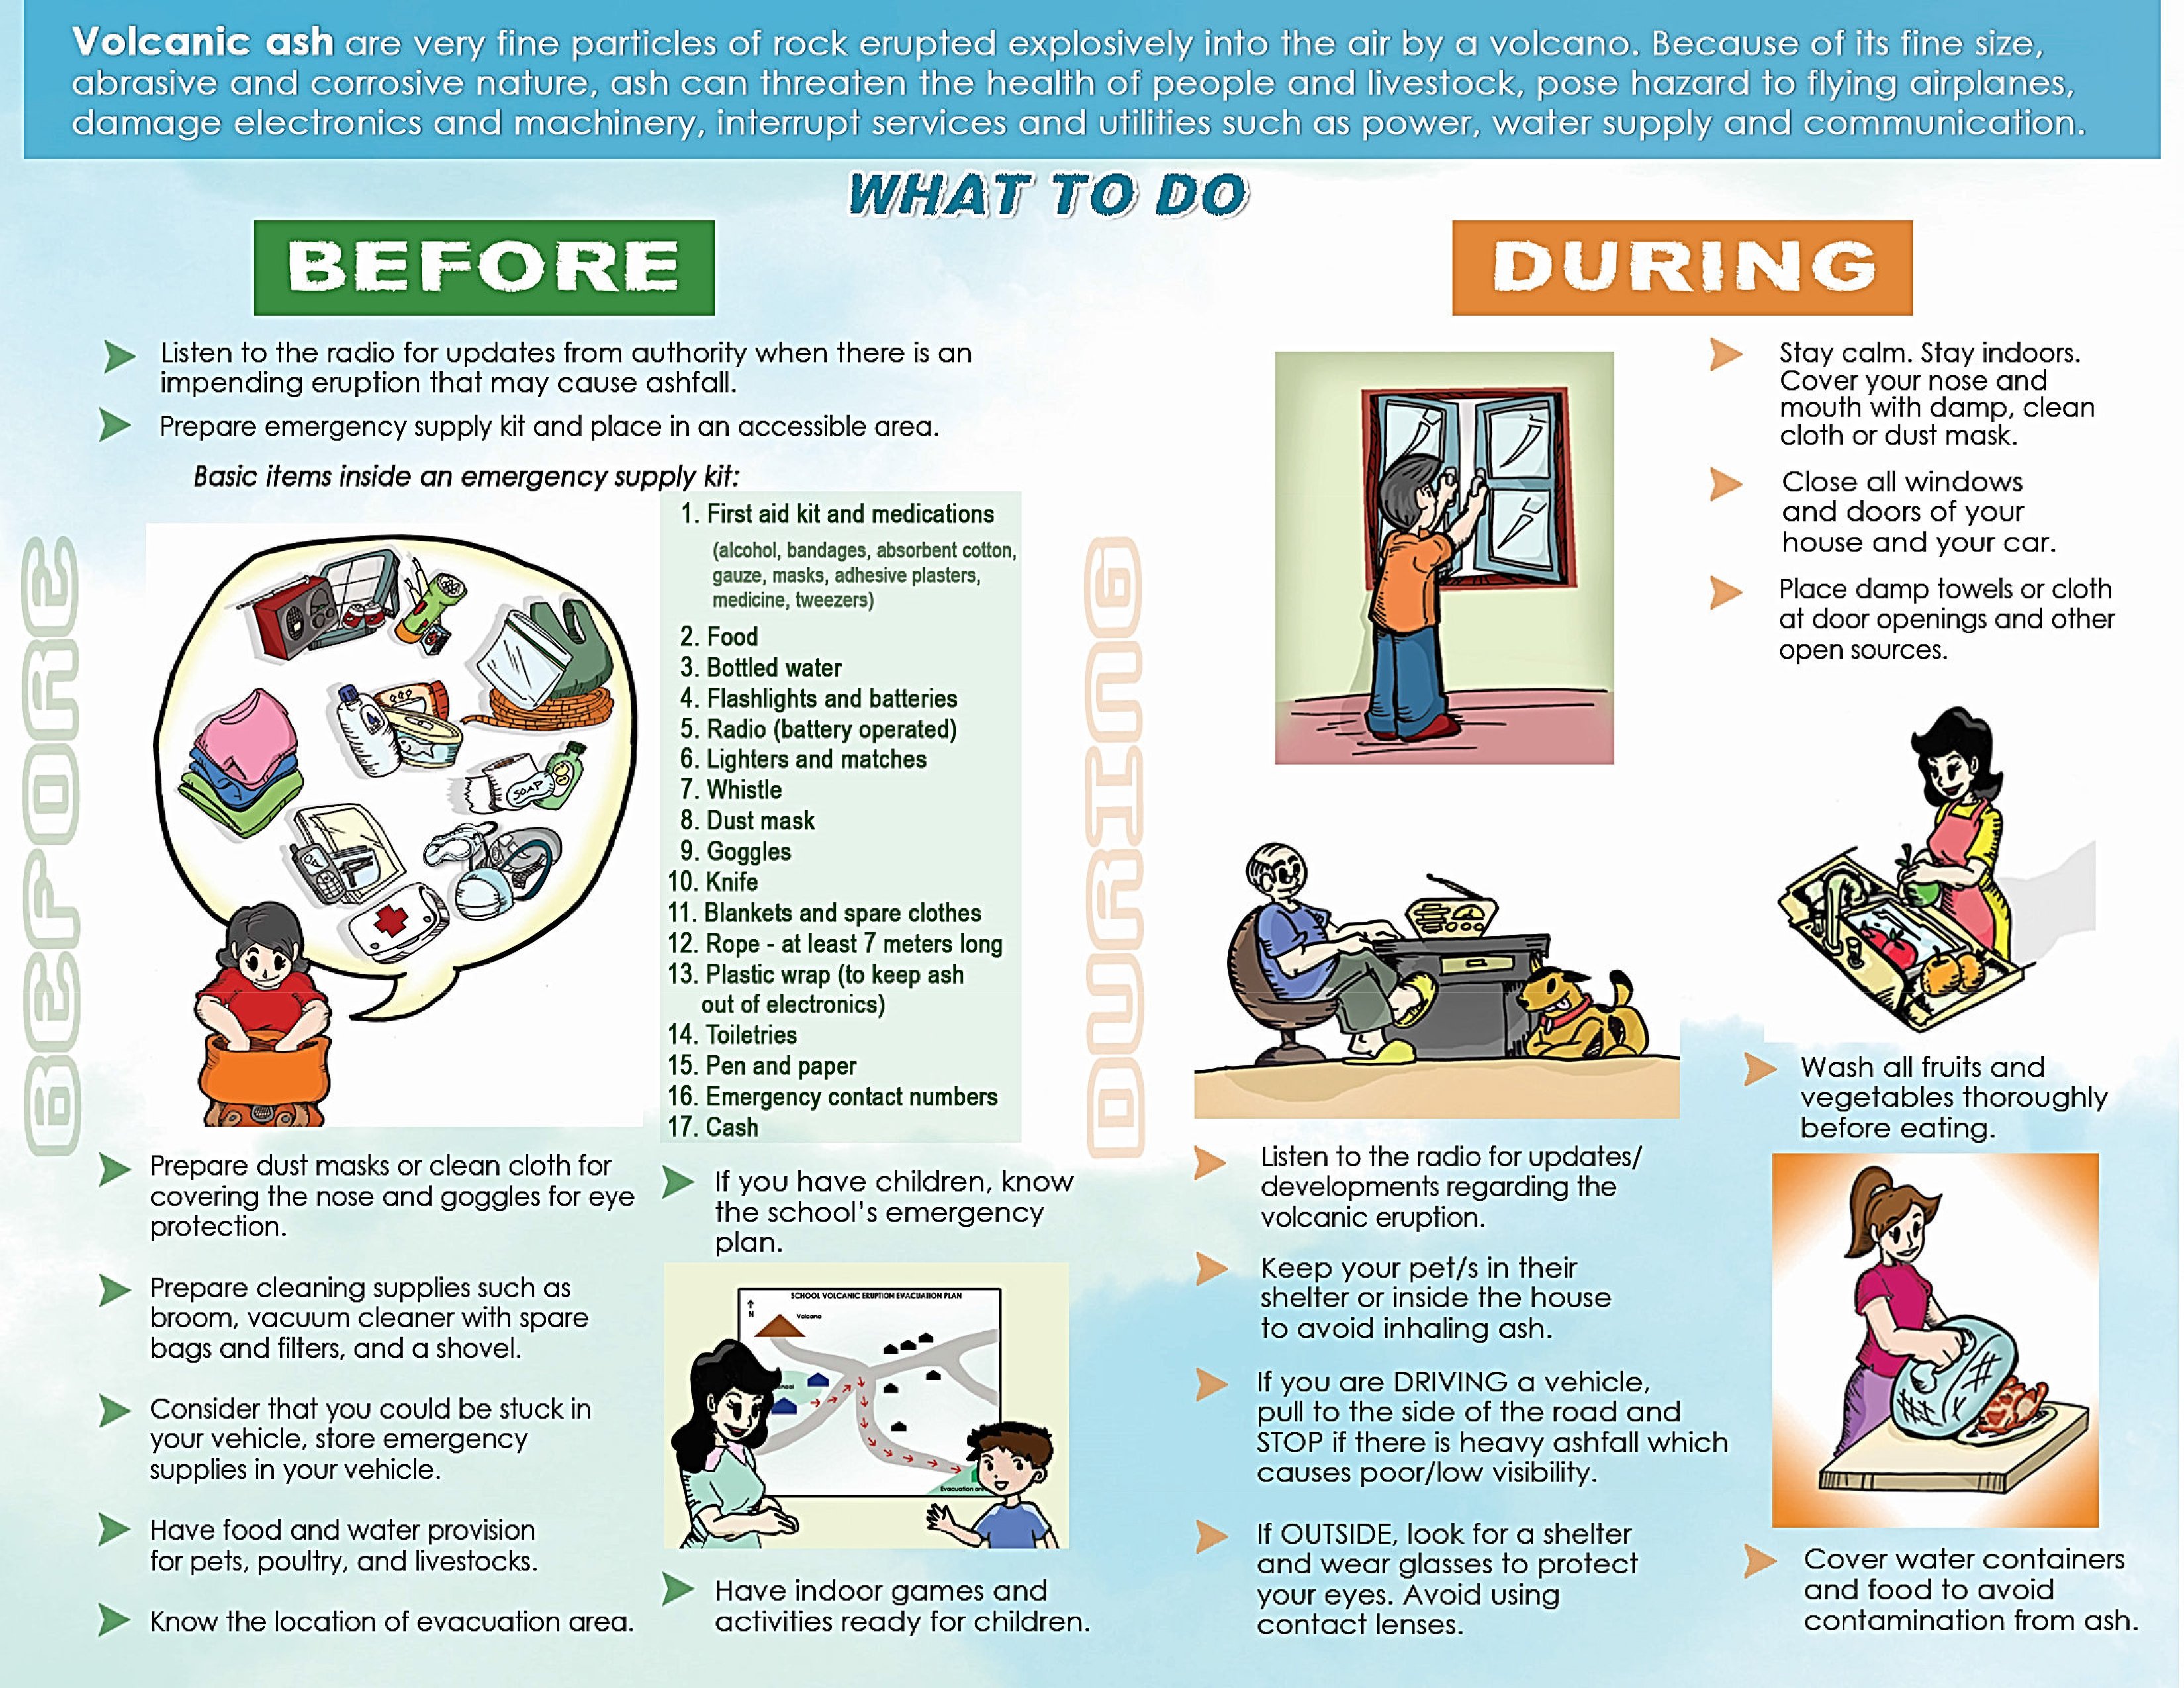 Volcanic ash are very fine particles of rock erupted explosively into the air by a volcano. Because of its fine size,
abrasive and corrosive nature, ash can threaten the health of people and livestock, pose hazard to flying airplanes,
damage electronics and machinery, interrupt services and utilities such as power, water supply and communication.
WHAT TO DO
BEFORE
Listen to the radio for updates from authority when there is an
impending eruption that may cause ashfall.
Prepare emergency supply kit and place in an accessible area.
Basic items inside an emergency supply kit:
BEFORE
SOAP
1. First aid kit and medications
(alcohol, bandages, absorbent cotton,
gauze, masks, adhesive plasters,
medicine, tweezers)
2. Food
3. Bottled water
4. Flashlights and batteries
5. Radio (battery operated)
6. Lighters and matches
7. Whistle
8. Dust mask
9. Goggles
10. Knife
11. Blankets and spare clothes
12. Rope - at least 7 meters long
13. Plastic wrap (to keep ash
out of electronics)
14. Toiletries
15. Pen and paper
16. Emergency contact numbers
17. Cash
Prepare dust masks or clean cloth for
covering the nose and goggles for eye
protection.
Prepare cleaning supplies such as
broom, vacuum cleaner with spare
bags and filters, and a shovel.
Consider that you could be stuck in
your vehicle, store emergency
supplies in your vehicle.
Have food and water provision
for pets, poultry, and livestocks.
Know the location of evacuation area.
If you have children, know
the school's emergency
plan.
SCHOOL VOLCANIC ERUPTION EVACUATION PLAN
N
Volcano
hool
Evacuation are
Have indoor games and
activities ready for children.
DURING
DURING
Stay calm. Stay indoors.
Cover your nose and
mouth with damp, clean
cloth or dust mask.
Close all windows
and doors of your
house and your car.
Place damp towels or cloth
at door openings and other
open sources.
Listen to the radio for updates/
developments regarding the
volcanic eruption.
Keep your pet/s in their
shelter or inside the house
to avoid inhaling ash.
If you are DRIVING a vehicle,
pull to the side of the road and
STOP if there is heavy ashfall which
causes poor/low visibility.
If OUTSIDE, look for a shelter
and wear glasses to protect
your eyes. Avoid using
contact lenses.
Wash all fruits and
vegetables thoroughly
before eating.
Cover water containers
and food to avoid
contamination from ash.